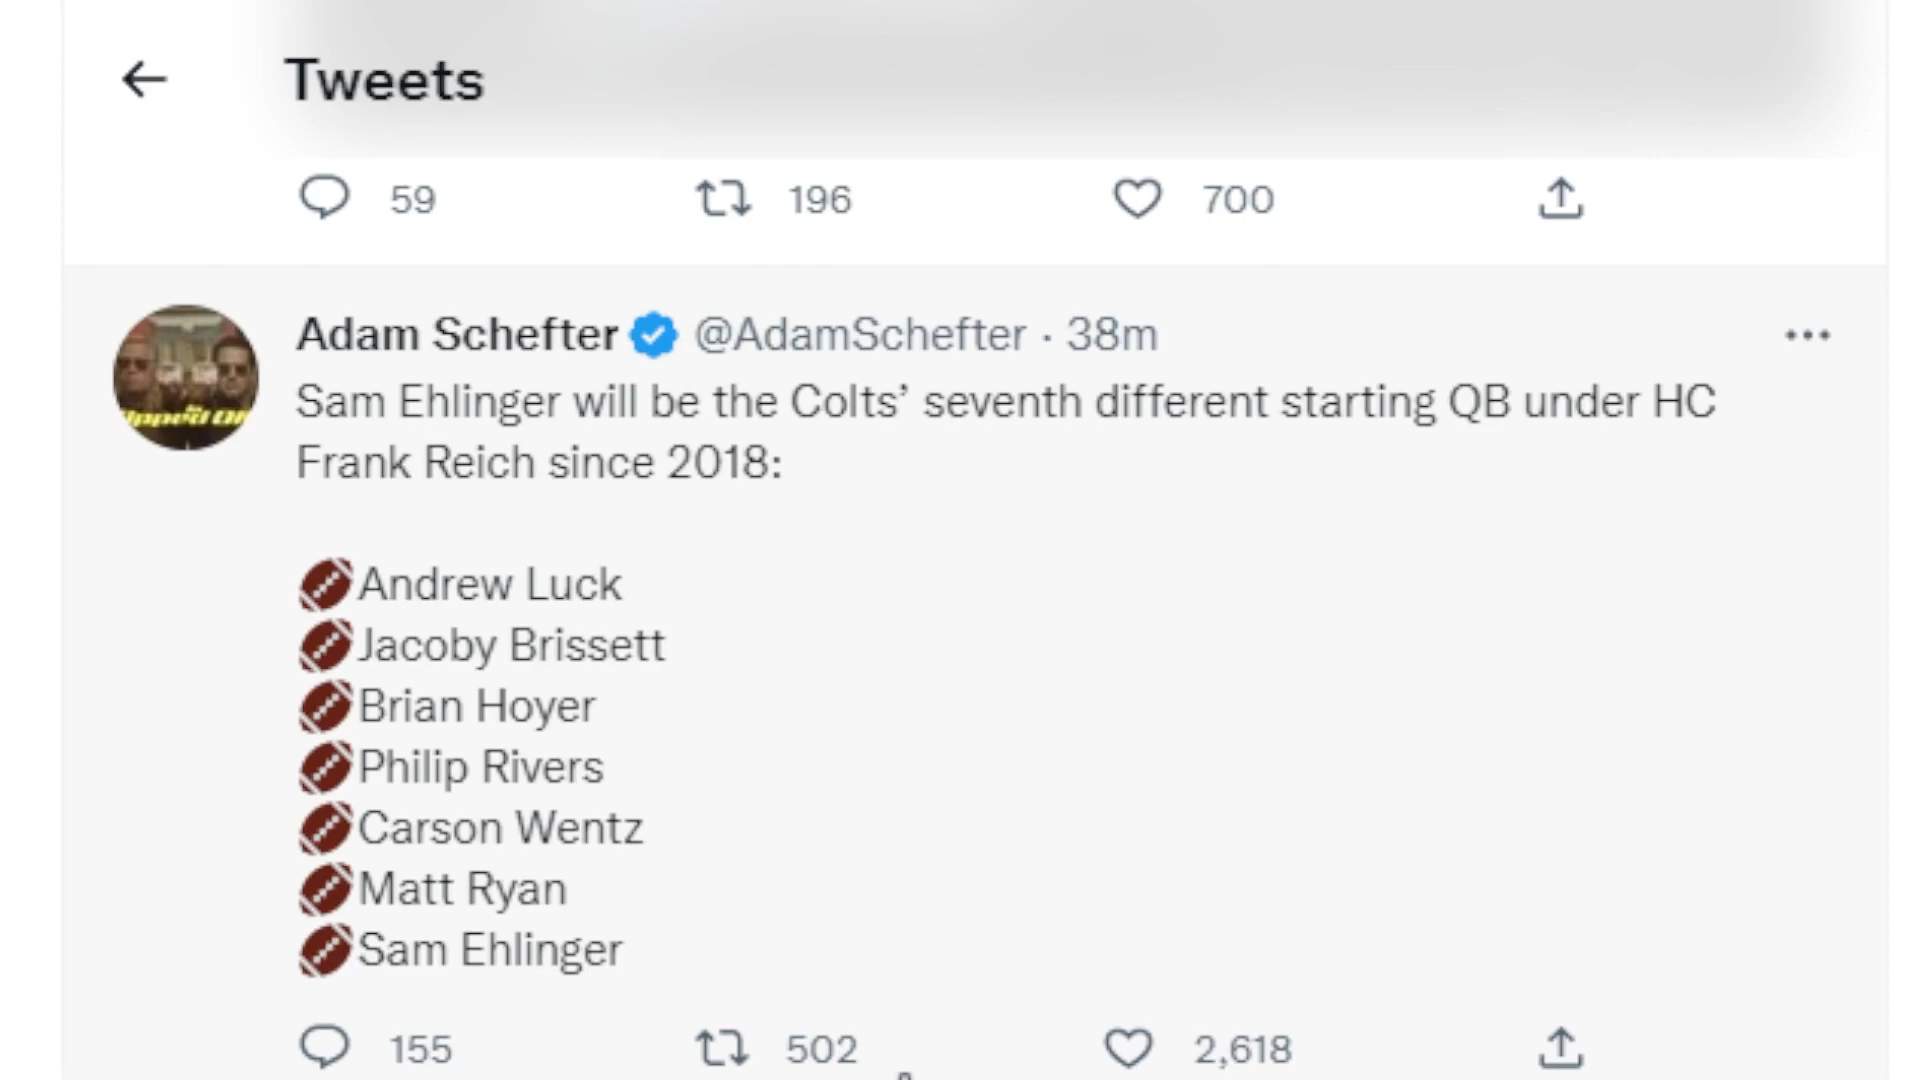 Tweets
59 196 700
Adam Schefter @AdamSchefter · 38m
Sam Ehlinger will be the Colts’ seventh different starting QB under HC
Frank Reich since 2018:
Andrew Luck
Jacoby Brissett
Brian Hoyer
Philip Rivers
Carson Wentz
Matt Ryan
Sam Ehlinger
155 502 2,618